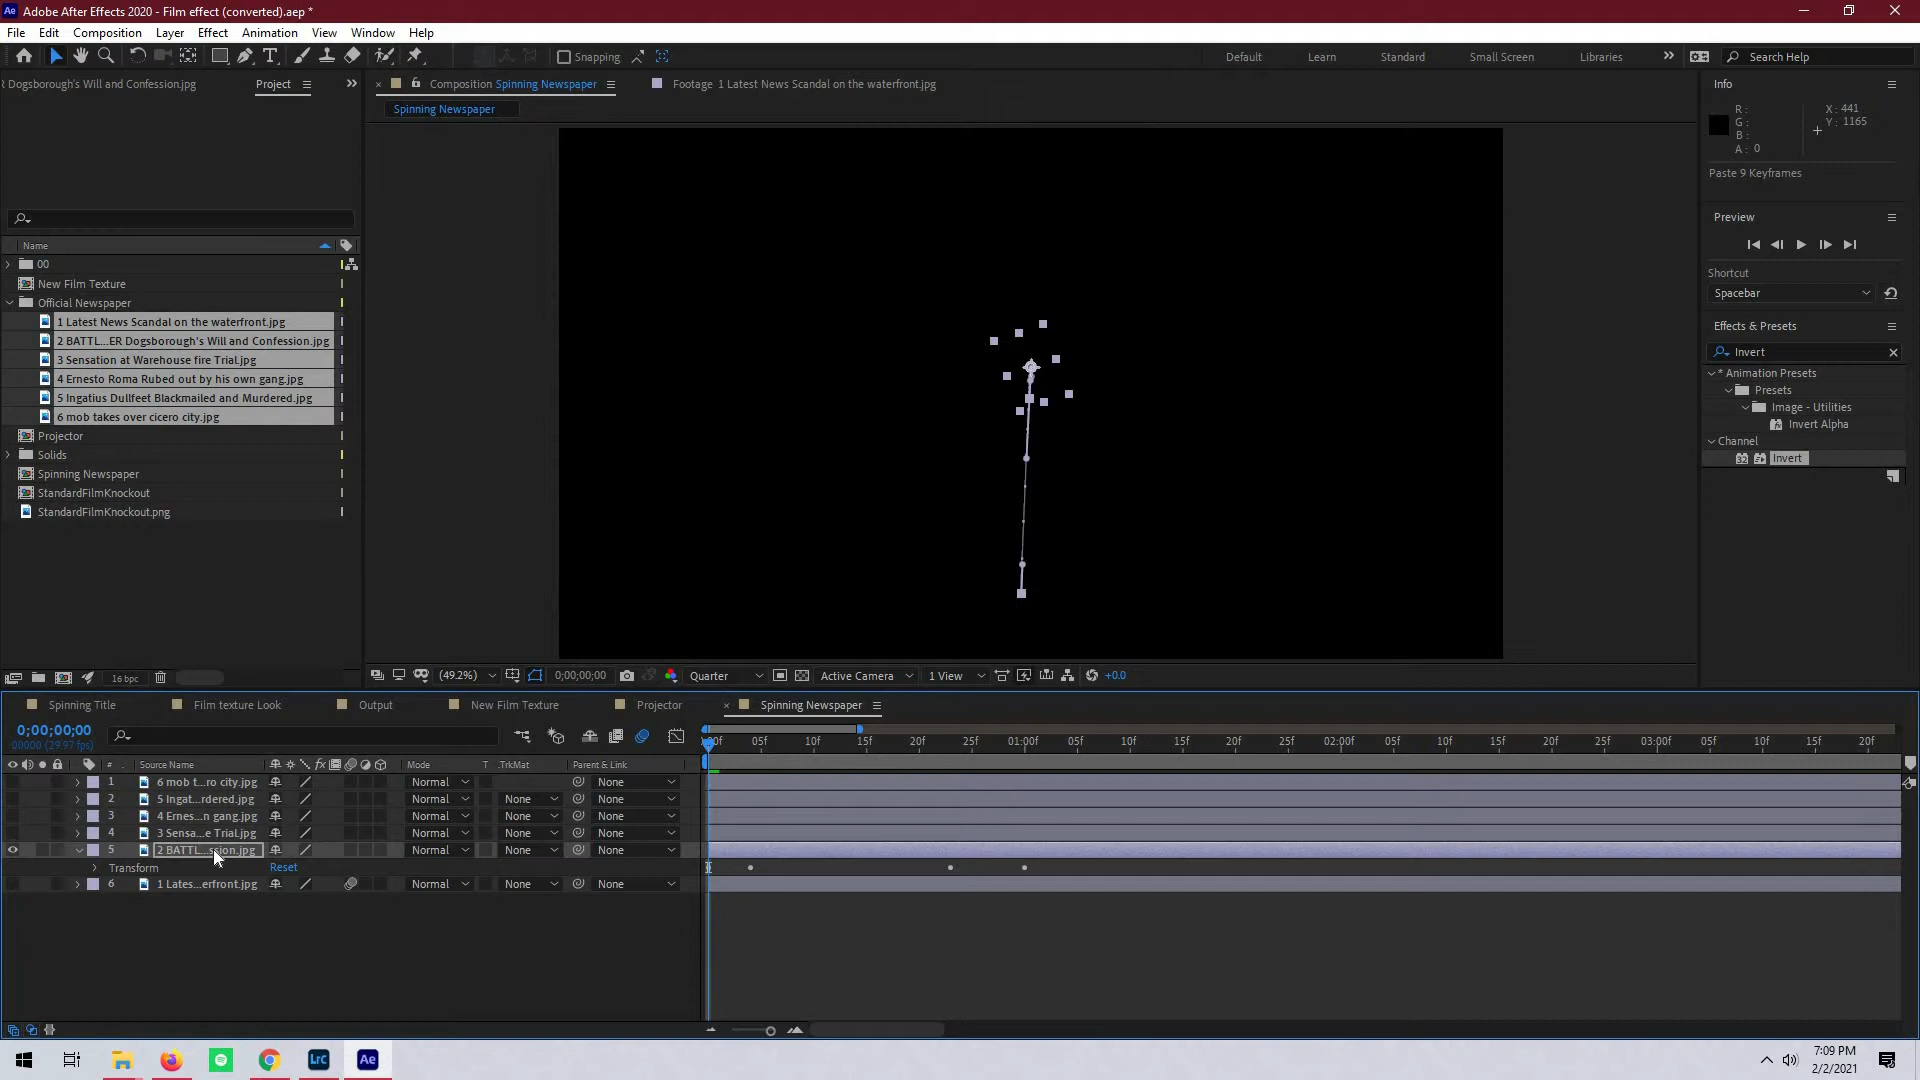 Adobe After Effects 2020 - Film effect (converted).aep *
File Edit Composition Layer Effect Animation View Window Help
Snapping Default Learn Standard Small Screen Libraries Search Help
Dogsborough's Will and Confession.jpg Project
Composition Spinning Newspaper Footage 1 Latest News Scandal on the waterfront.jpg
Spinning Newspaper
Name
00
New Film Texture
Official Newspaper
1 Latest News Scandal on the waterfront.jpg
2 BATTL...ER Dogsborough's Will and Confession.jpg
3 Sensation at Warehouse fire Trial.jpg
4 Ernesto Roma Rubed out by his own gang.jpg
5 Ingatius Dullfeet Blackmailed and Murdered.jpg
6 mob takes over cicero city.jpg
Projector
Solids
Spinning Newspaper
StandardFilmKnockout
StandardFilmKnockout.png
16 bpc
(49.2%) 0;00;00;00 Quarter Active Camera 1 View +0.0
Info
R :
G :
B :
A : 0
X : 441
Y : 1165
Paste 9 Keyframes
Preview
Shortcut
Spacebar
Effects & Presets
Invert
* Animation Presets
Presets
Image - Utilities
Invert Alpha
Channel
32 Invert
Spinning Title Film texture Look Output New Film Texture Projector Spinning Newspaper
0;00;00;00
00000 (29.97 fps)
05f 10f 15f 20f 25f 01:00f 05f 10f 15f 20f 25f 02:00f 05f 10f 15f 20f 25f 03:00f 05f 10f 15f 20f
# Source Name fx Mode T .TrkMat Parent & Link
1 6 mob t...ro city.jpg Normal None
2 5 Ingat...rdered.jpg Normal None None
3 4 Ernes...n gang.jpg Normal None None
4 3 Sensa...e Trial.jpg Normal None None
5 2 BATTL...ssion.jpg Normal None None
Transform Reset
6 1 Lates...erfront.jpg Normal None None
Lrc Ae
7:09 PM
2/2/2021